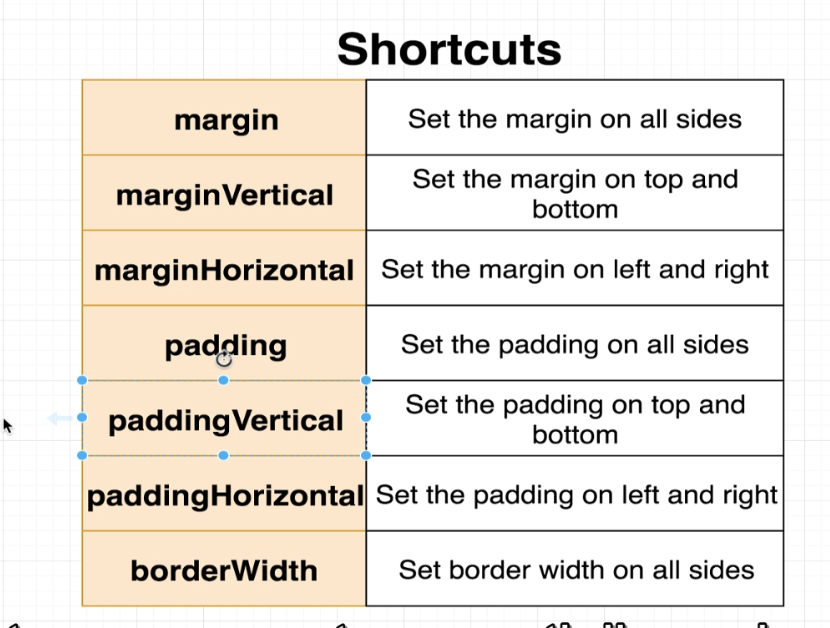 Shortcuts
margin
Set the margin on all sides
marginVertical
Set the margin on top and
bottom
marginHorizontal
Set the margin on left and right
padding
Set the padding on all sides
paddingVertical
Set the padding on top and
bottom
paddingHorizontal
Set the padding on left and right
borderWidth
Set border width on all sides